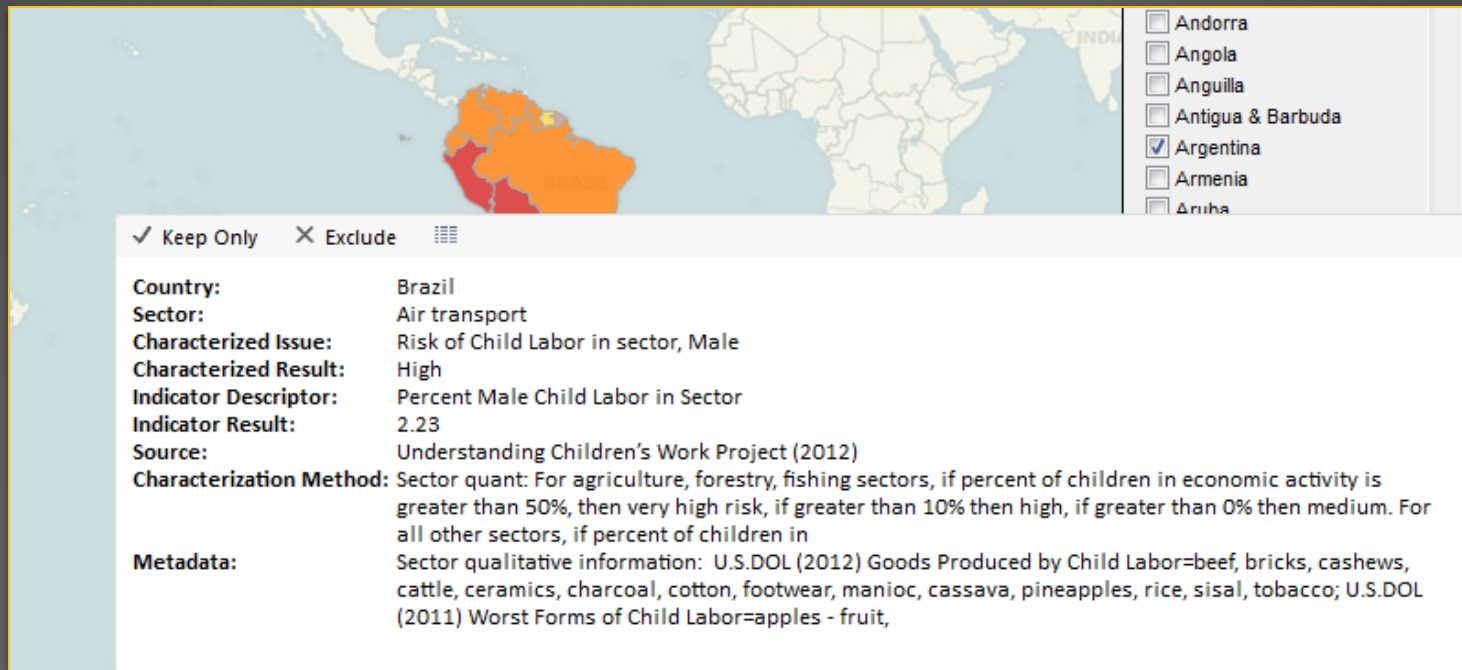 Andorra
INDI
Angola
Anguilla
Antigua & Barbuda
Argentina
Armenia
Aruba
BRAZIL
Keep Only Exclude
Country: Brazil
Sector: Air transport
Characterized Issue: Risk of Child Labor in sector, Male
Characterized Result: High
Indicator Descriptor: Percent Male Child Labor in Sector
Indicator Result: 2.23
Source: Understanding Children’s Work Project (2012)
Characterization Method: Sector quant: For agriculture, forestry, fishing sectors, if percent of children in economic activity is
greater than 50%, then very high risk, if greater than 10% then high, if greater than 0% then medium. For
all other sectors, if percent of children in
Metadata: Sector qualitative information: U.S.DOL (2012) Goods Produced by Child Labor=beef, bricks, cashews,
cattle, ceramics, charcoal, cotton, footwear, manioc, cassava, pineapples, rice, sisal, tobacco; U.S.DOL
(2011) Worst Forms of Child Labor=apples - fruit,